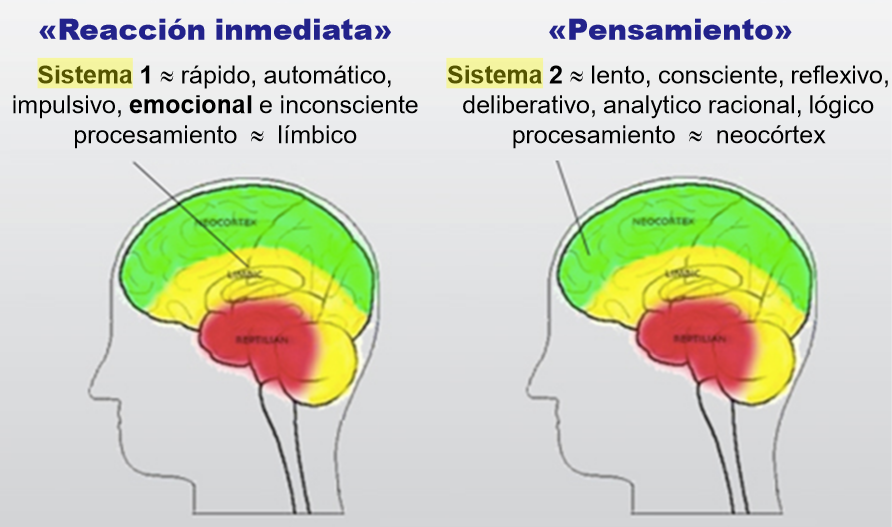 «Reacción inmediata»
Sistema 1 ≈ rápido, automático,
impulsivo, emocional e inconsciente
procesamiento ≈ límbico
NEOCORTEX
LIMBIC
REPTILIAN
«Pensamiento»
Sistema 2 ≈ lento, consciente, reflexivo,
deliberativo, analytico racional, lógico
procesamiento ≈ neocórtex
NEOCORTEX
LIMBIC
REPTILIAN